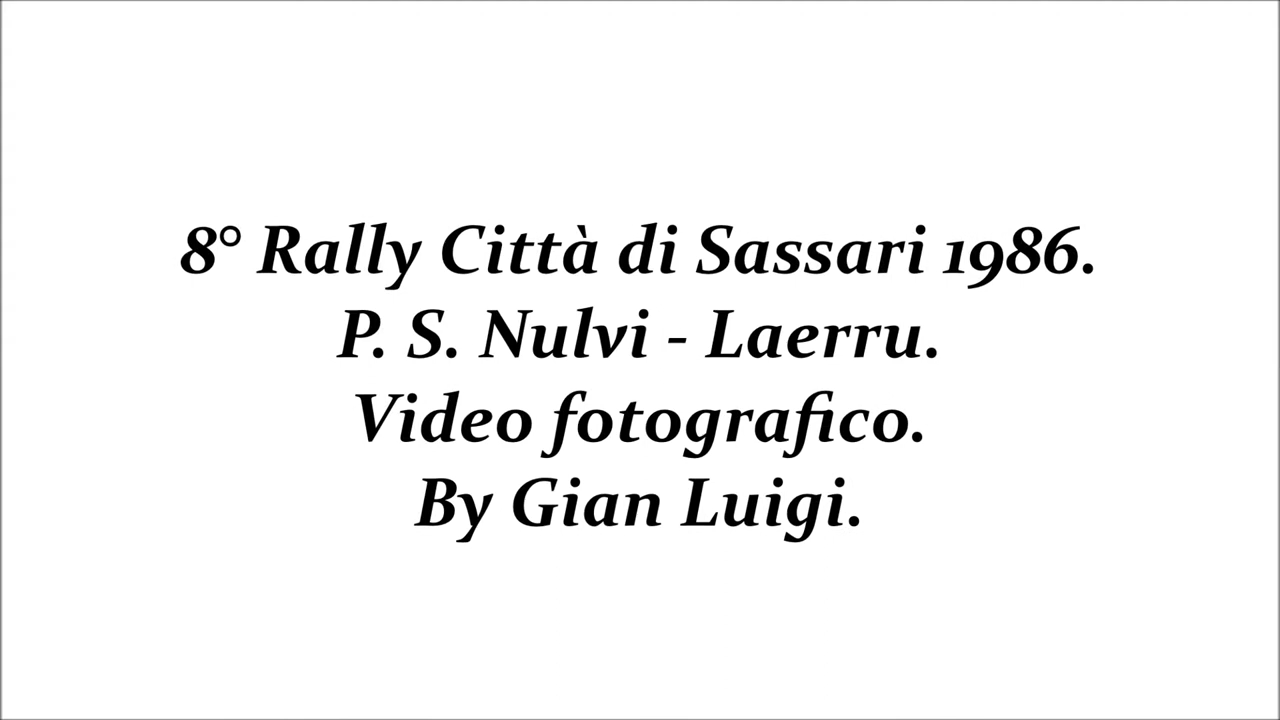 8° Rally Città di Sassari 1986.
P. S. Nulvi - Laerru.
Video fotografico.
By Gian Luigi.